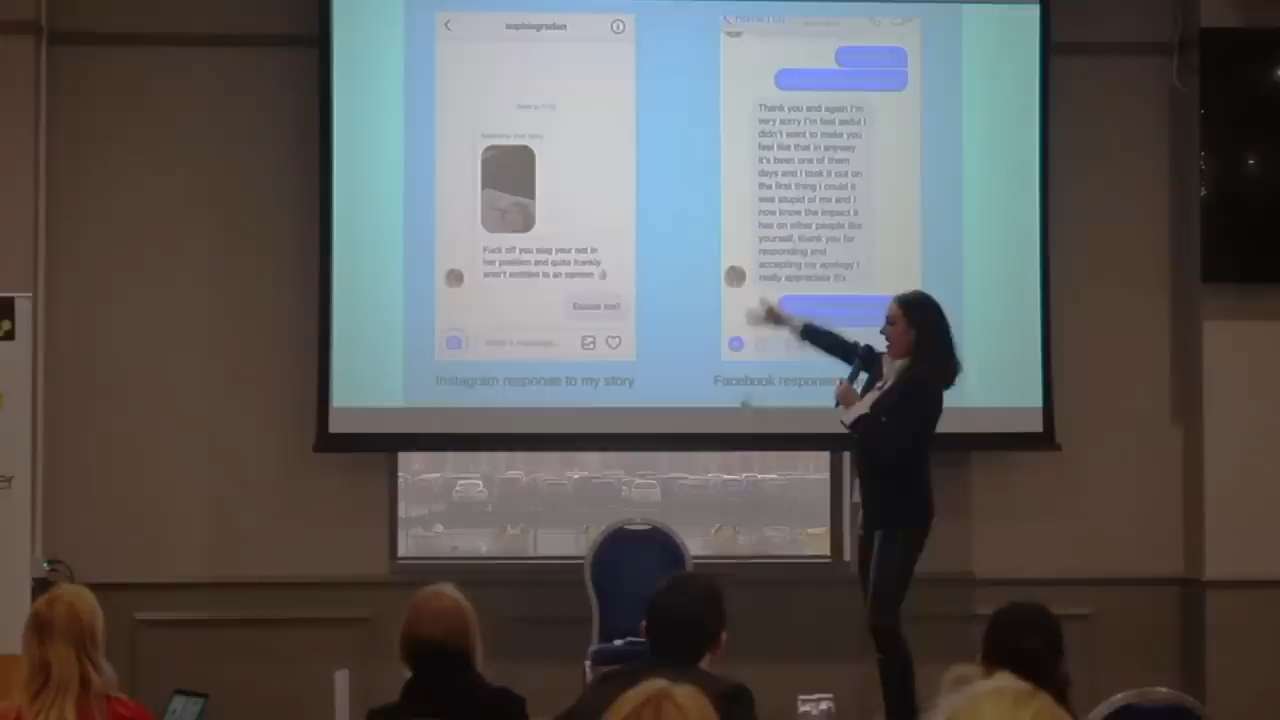 sophiegradon
Fuck off you slag your not in
her position and quite frankly
aren't entitled to an opinion
Excuse me?
Instagram response to my story
Thank you and again I'm
very sorry I'm feel awful I
didn't want to make you
feel like that in anyway
it's been one of them
days and I took it out on
the first thing I could it
was stupid of me and I
now know the impact it
has on other people like
yourself, thank you for
responding and
accepting my apology I
really appreciate it's
Facebook response
er